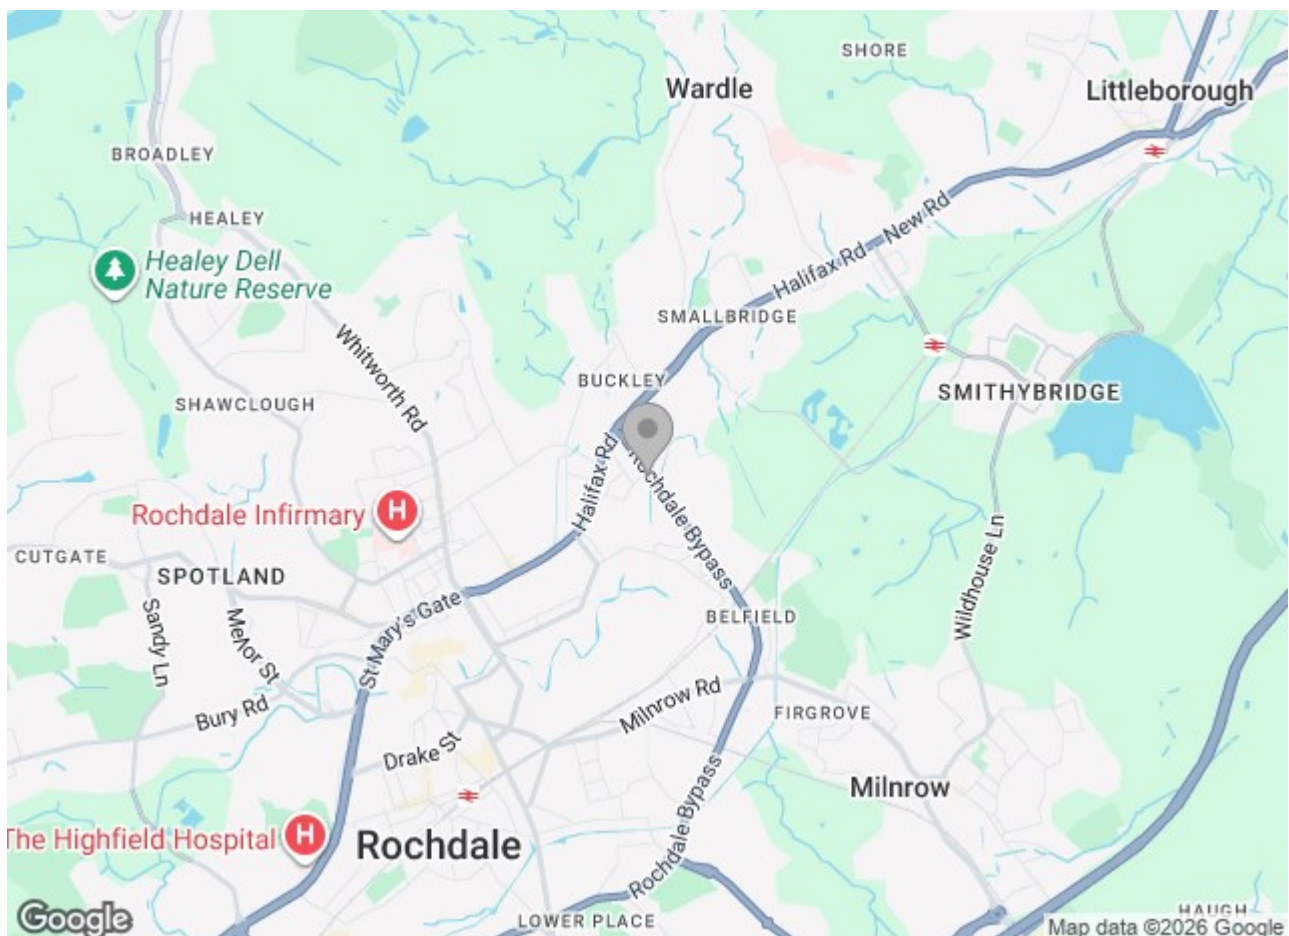 SHORE
Wardle
Littleborough
BROADLEY
HEALEY
Healey Dell
Nature Reserve
Halifax Rd
New Rd
SMALLBRIDGE
Whitworth Rd
BUCKLEY
SMITHYBRIDGE
SHAWCLOUGH
Halifax Rd
Rochdale Bypass
Rochdale Infirmary
H
CUTGATE
SPOTLAND
Wildhouse Ln
Sandy Ln
Mellor St
St Mary's Gate
BELFIELD
Bury Rd
Milnrow Rd
FIRGROVE
Drake St
Milnrow
Rochdale Bypass
The Highfield Hospital
H
Rochdale
LOWER PLACE
HAUGH
Google
Map data ©2026 Google